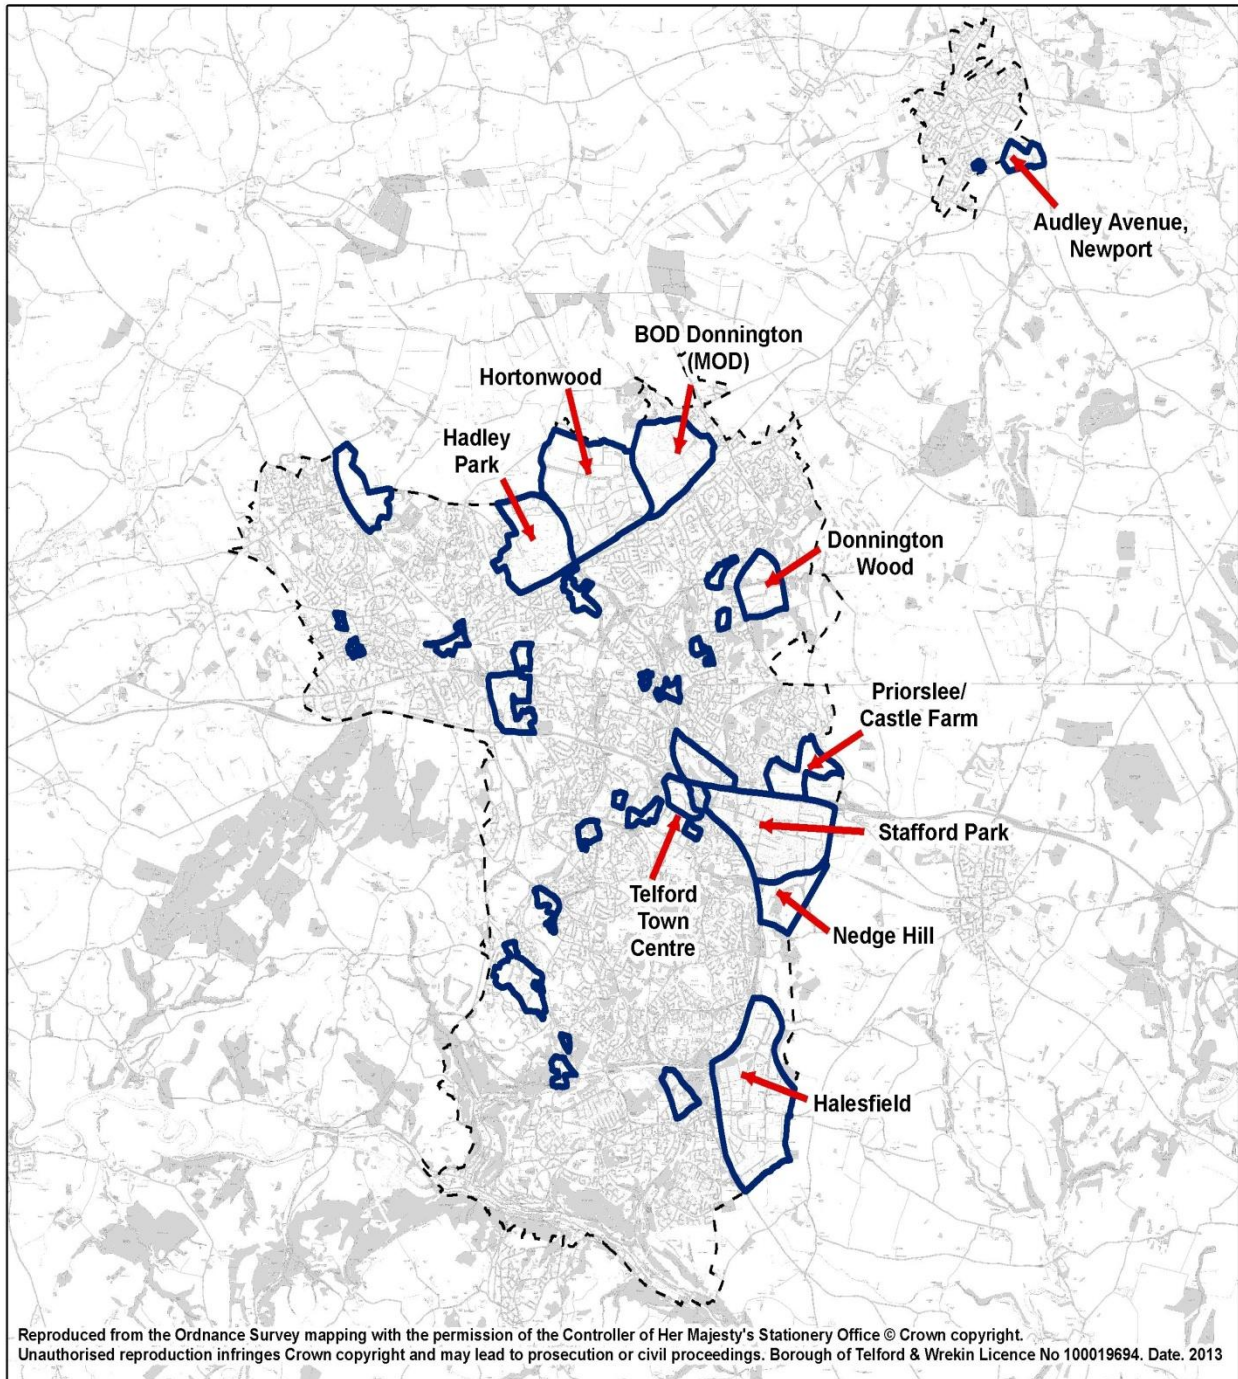 Audley Avenue,
Newport
BOD Donnington
(MOD)
Hortonwood
Hadley
Park
Donnington
Wood
Priorslee/
Castle Farm
Stafford Park
Telford
Town
Centre
Nedge Hill
Halesfield
Reproduced from the Ordnance Survey mapping with the permission of the Controller of Her Majesty's Stationery Office © Crown copyright.
Unauthorised reproduction infringes Crown copyright and may lead to prosecution or civil proceedings. Borough of Telford & Wrekin Licence No 100019694. Date. 2013